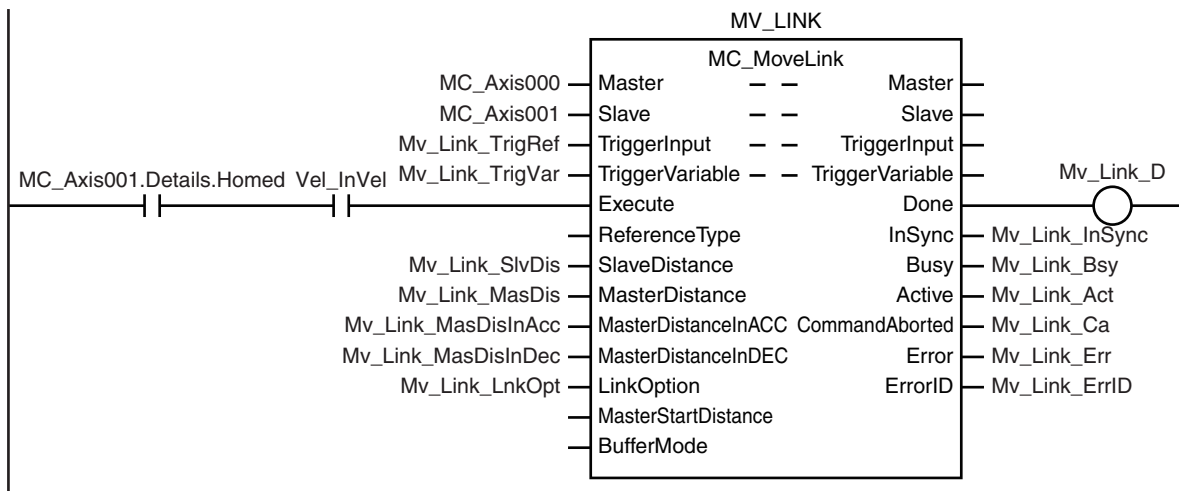 MV_LINK
MC_MoveLink
MC_Axis000 Master Master
MC_Axis001 Slave Slave
Mv_Link_TrigRef TriggerInput TriggerInput
MC_Axis001.Details.Homed Vel_InVel Mv_Link_TrigVar TriggerVariable TriggerVariable Mv_Link_D
Execute Done
ReferenceType InSync Mv_Link_InSync
Mv_Link_SlvDis SlaveDistance Busy Mv_Link_Bsy
Mv_Link_MasDis MasterDistance Active Mv_Link_Act
Mv_Link_MasDisInAcc MasterDistanceInACC CommandAborted Mv_Link_Ca
Mv_Link_MasDisInDec MasterDistanceInDEC Error Mv_Link_Err
Mv_Link_LnkOpt LinkOption ErrorID Mv_Link_ErrID
MasterStartDistance
BufferMode